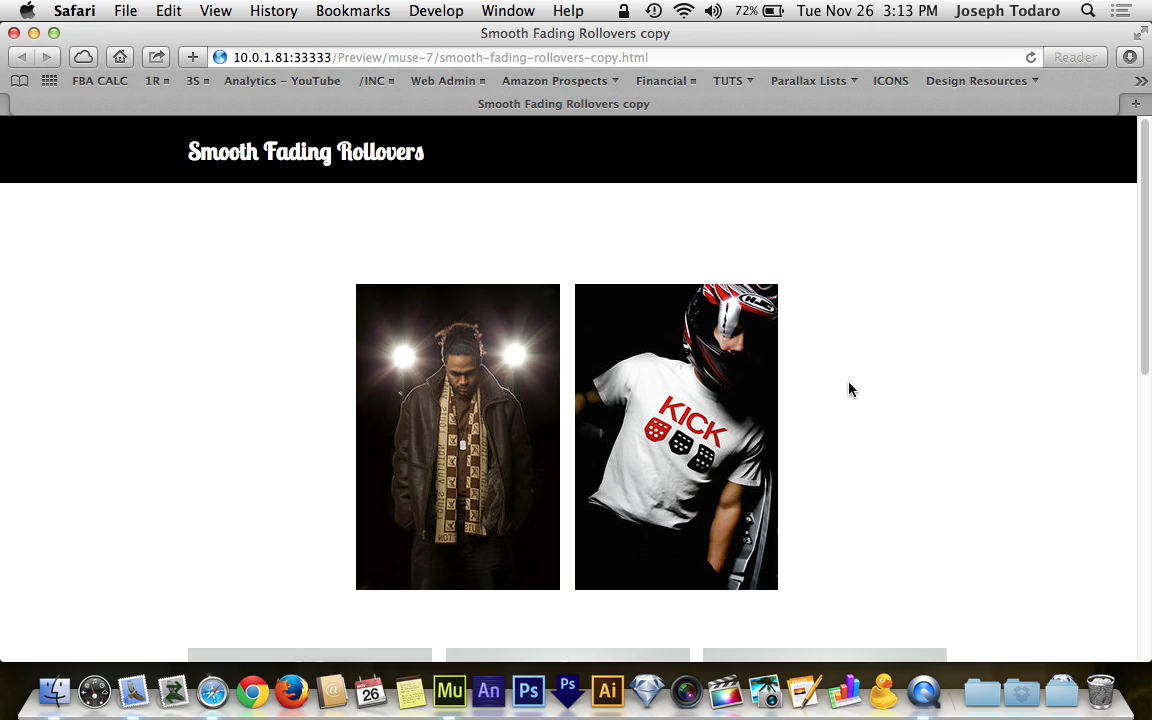 Safari File Edit View History Bookmarks Develop Window Help 72% Tue Nov 26 3:13 PM Joseph Todaro
Smooth Fading Rollovers copy
10.0.1.81:33333/Preview/muse-7/smooth-fading-rollovers-copy.html Reader
FBA CALC 1R 3S Analytics – YouTube /INC Web Admin Amazon Prospects Financial TUTS Parallax Lists ICONS Design Resources
Smooth Fading Rollovers copy
Smooth Fading Rollovers
HJC
KICK
26 Mu An Ps Ps Ai